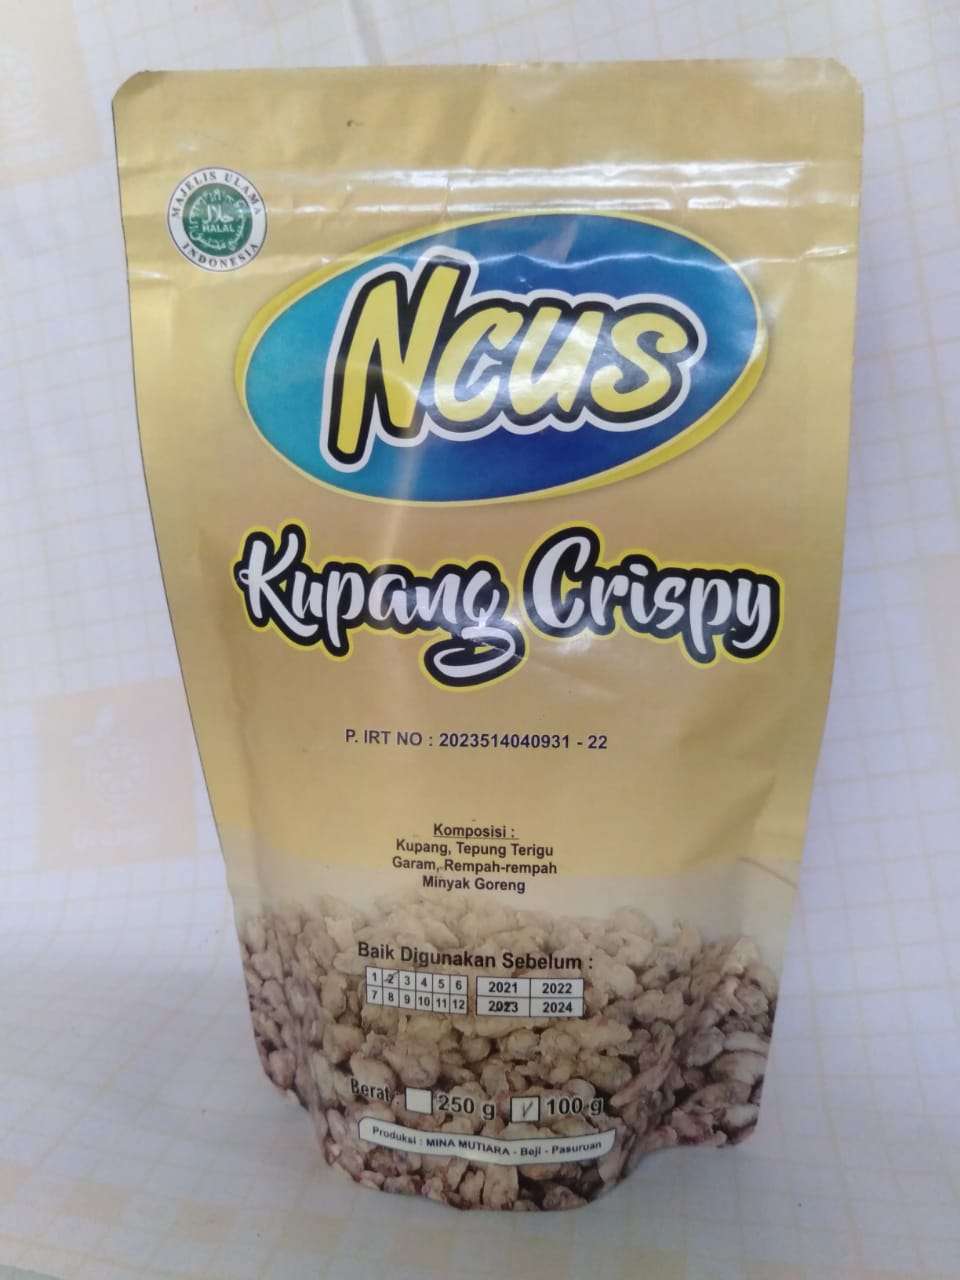 MAJELIS ULAMA
حلال
HALAL
INDONESIA
Ncus
Kupang Crispy
P. IRT NO : 2023514040931 - 22
Komposisi :
Kupang, Tepung Terigu
Garam, Rempah-rempah
Minyak Goreng
Baik Digunakan Sebelum :
1 2 3 4 5 6 2021 2022
7 8 9 10 11 12 2023 2024
Berat : 250 g 100 g
Produksi : MINA MUTIARA - Beji - Pasuruan